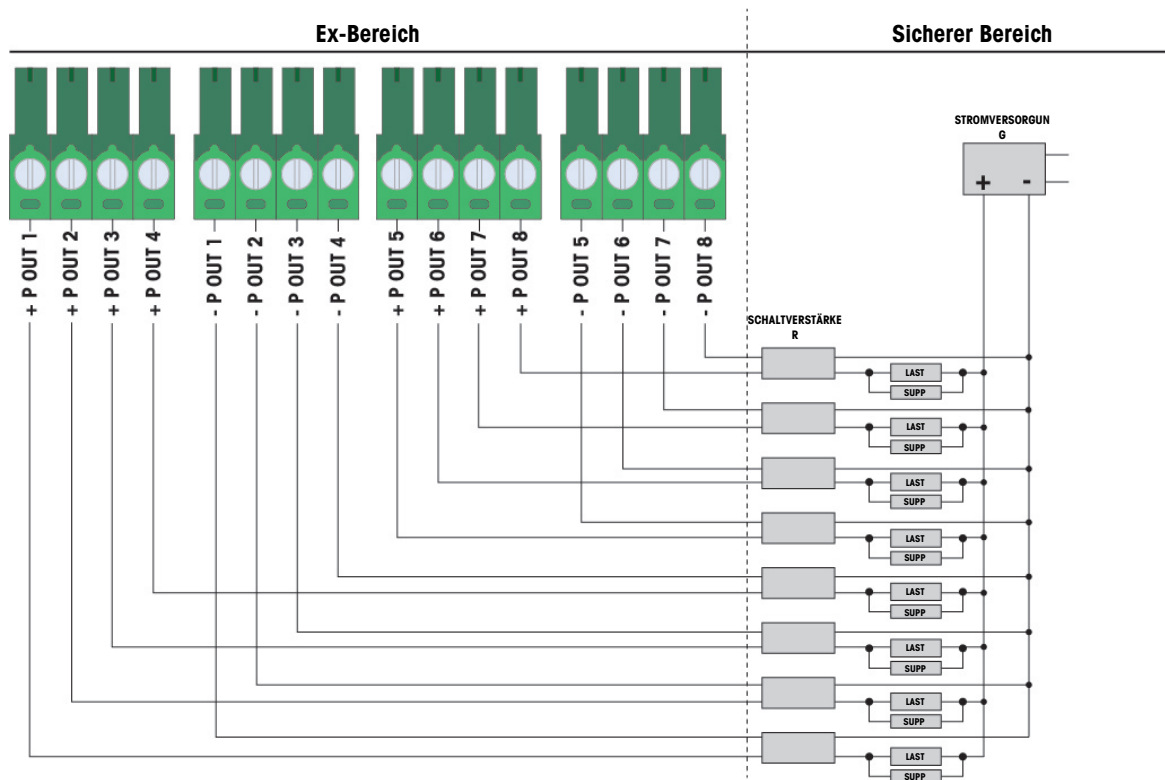 Ex-Bereich
Sicherer Bereich
STROMVERSORGUN
G
+
-
+ P OUT 1
+ P OUT 2
+ P OUT 3
+ P OUT 4
- P OUT 1
- P OUT 2
- P OUT 3
- P OUT 4
+ P OUT 5
+ P OUT 6
+ P OUT 7
+ P OUT 8
- P OUT 5
- P OUT 6
- P OUT 7
- P OUT 8
SCHALTVERSTÄRKE
R
LAST
SUPP
LAST
SUPP
LAST
SUPP
LAST
SUPP
LAST
SUPP
LAST
SUPP
LAST
SUPP
LAST
SUPP